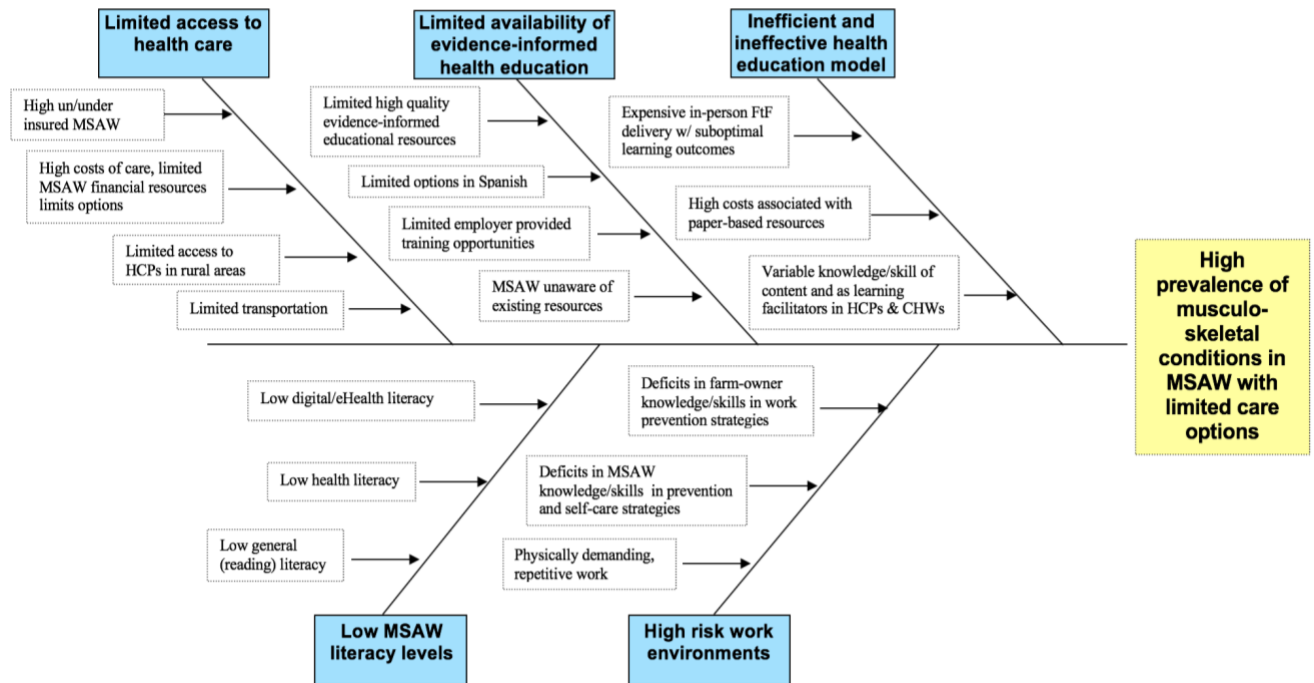 Limited access to
health care
High un/under
insured MSAW
High costs of care, limited
MSAW financial resources
limits options
Limited access to
HCPs in rural areas
Limited transportation
Limited availability of
evidence-informed
health education
Limited high quality
evidence-informed
educational resources
Limited options in Spanish
Limited employer provided
training opportunities
MSAW unaware of
existing resources
Inefficient and
ineffective health
education model
Expensive in-person FtF
delivery w/ suboptimal
learning outcomes
High costs associated with
paper-based resources
Variable knowledge/skill of
content and as learning
facilitators in HCPs & CHWs
High
prevalence of
musculo-
skeletal
conditions in
MSAW with
limited care
options
Low digital/eHealth literacy
Low health literacy
Low general
(reading) literacy
Low MSAW
literacy levels
Deficits in farm-owner
knowledge/skills in work
prevention strategies
Deficits in MSAW
knowledge/skills in prevention
and self-care strategies
Physically demanding,
repetitive work
High risk work
environments